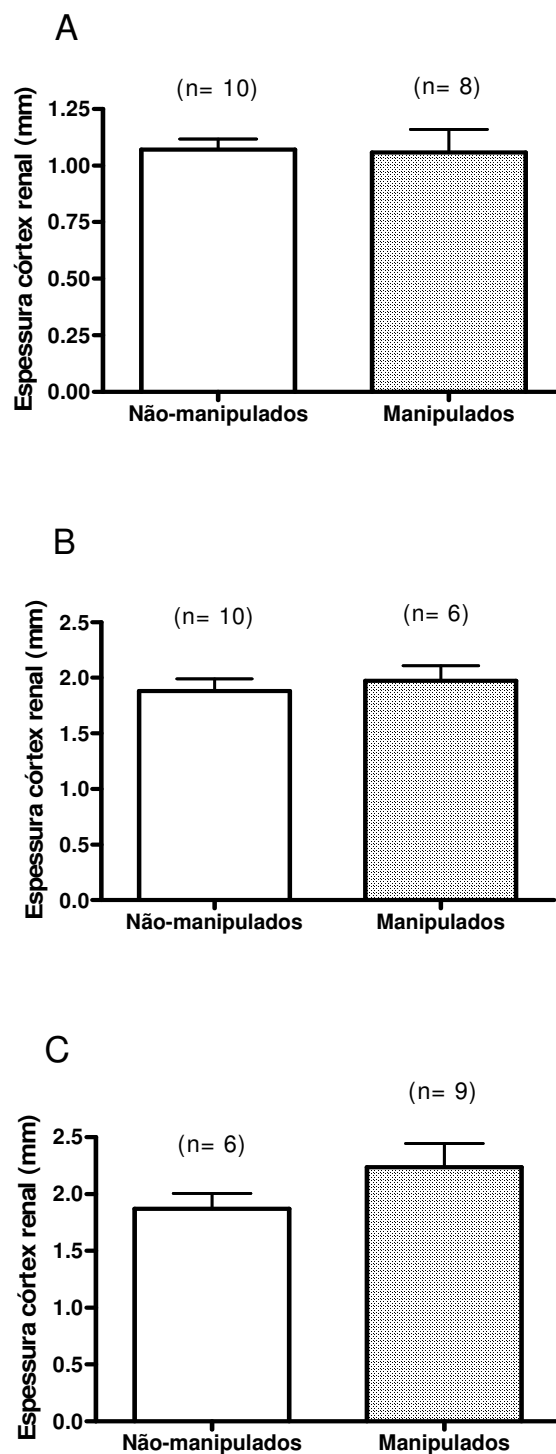 A
(n= 10)
(n= 8)
Espessura córtex renal (mm)
1.25
1.00
0.75
0.50
0.25
0.00
Não-manipulados
Manipulados
B
(n= 10)
(n= 6)
Espessura córtex renal (mm)
2.5
2.0
1.5
1.0
0.5
0.0
Não-manipulados
Manipulados
C
(n= 6)
(n= 9)
Espessura córtex renal (mm)
2.5
2.0
1.5
1.0
0.5
0.0
Não-manipulados
Manipulados